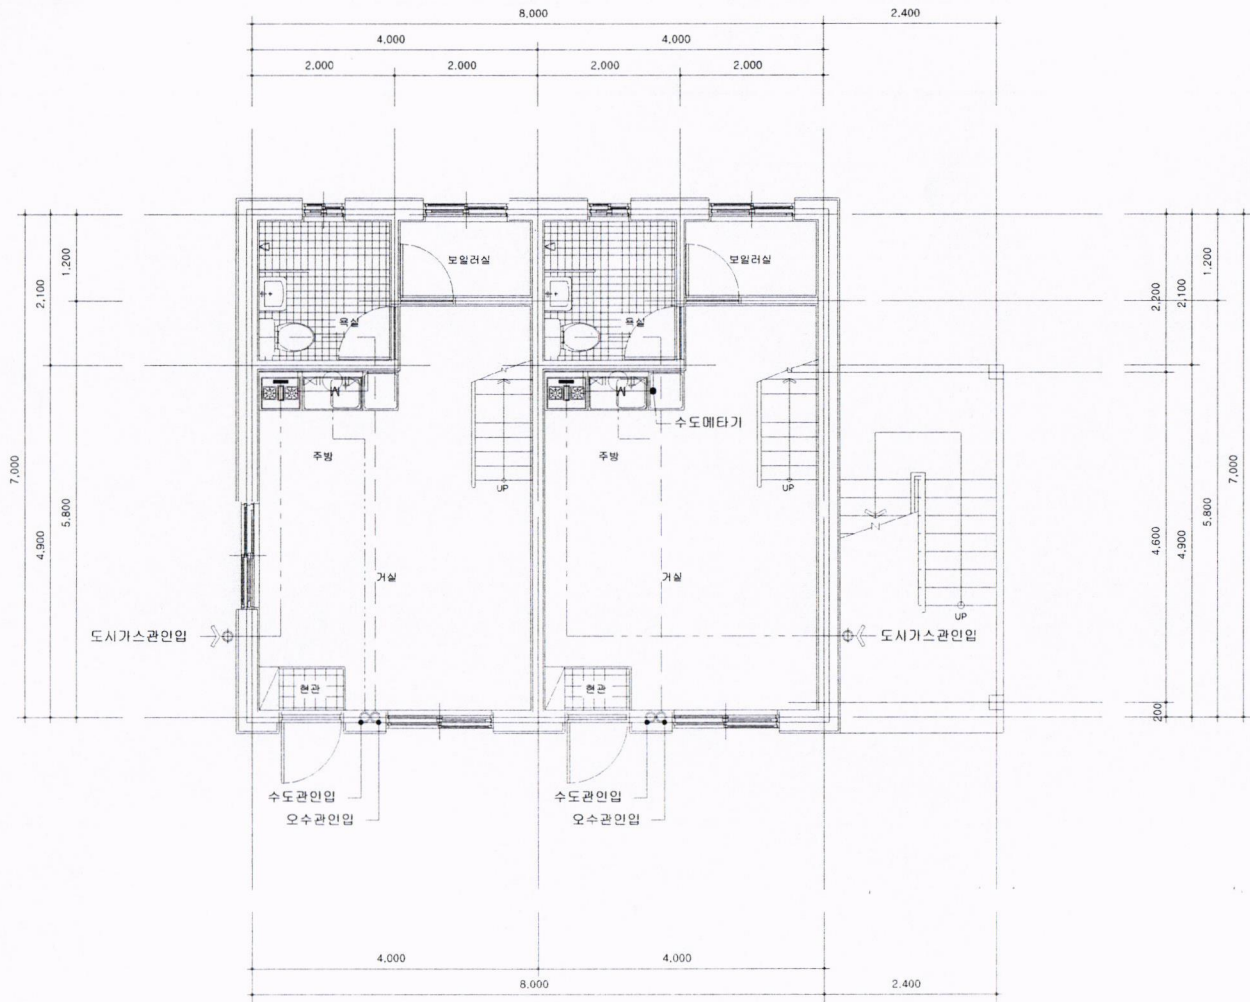 8,000
2,400
4,000
4,000
2,000
2,000
2,000
2,000
보일러실
보일러실
욕실
욕실
1,200
2,100
5,800
4,900
7,000
1,200
2,100
2,200
7,000
5,800
4,900
4,600
200
수도메타기
주방
주방
UP
UP
거실
거실
UP
도시가스관인입
도시가스관인입
현관
현관
수도관인입
수도관인입
오수관인입
오수관인입
4,000
4,000
8,000
2,400